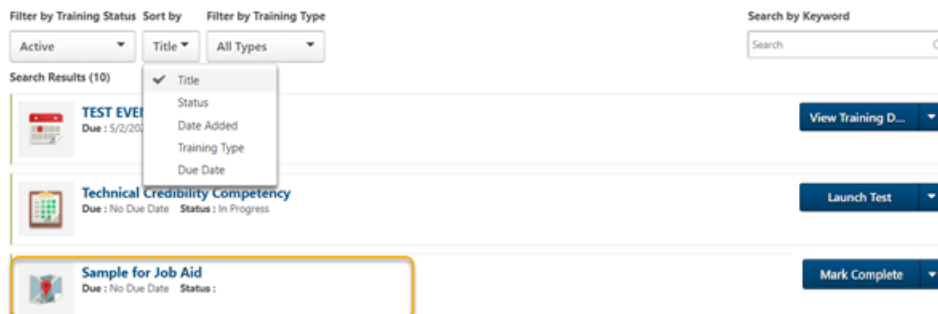 Filter by Training Status Sort by Filter by Training Type Search by Keyword
Active Title All Types Search
Search Results (10)
Title
Status
Date Added
Training Type
Due Date
TEST
Due : 5/2/
View Training D...
Technical Credibility Competency
Due : No Due Date Status : In Progress
Launch Test
Sample for Job Aid
Due : No Due Date Status :
Mark Complete